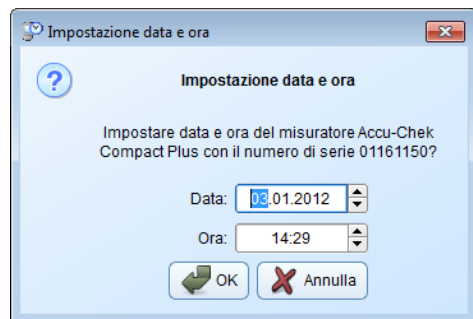 Impostazione data e ora
?
Impostazione data e ora
Impostare data e ora del misuratore Accu-Chek
Compact Plus con il numero di serie 01161150?
Data: 03.01.2012
Ora: 14:29
OK Annulla